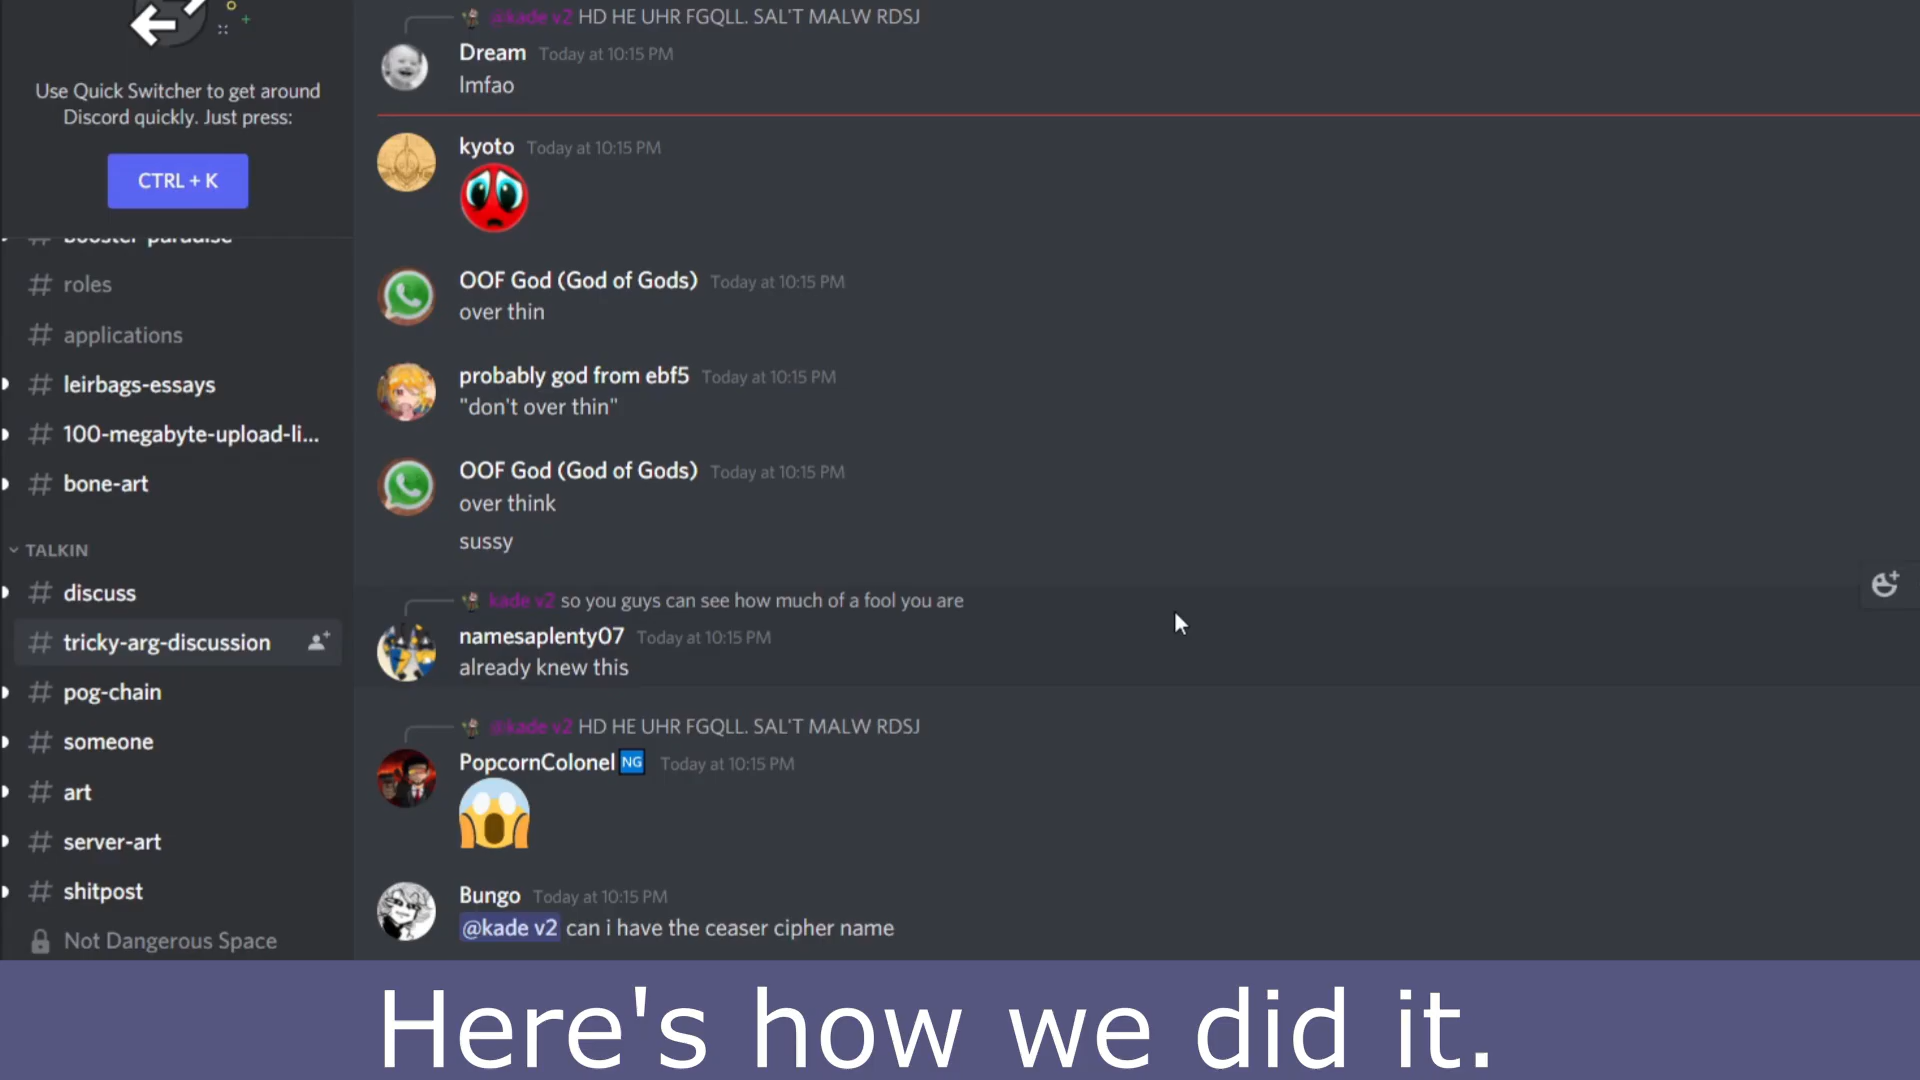 Use Quick Switcher to get around
Discord quickly. Just press:
CTRL + K
booster-paradise
roles
applications
leirbags-essays
100-megabyte-upload-li...
bone-art
TALKIN
discuss
tricky-arg-discussion
pog-chain
someone
art
server-art
shitpost
Not Dangerous Space
@kade v2 HD HE UHR FGQLL. SAL'T MALW RDSJ
Dream Today at 10:15 PM
lmfao
kyoto Today at 10:15 PM
OOF God (God of Gods) Today at 10:15 PM
over thin
probably god from ebf5 Today at 10:15 PM
"don't over thin"
OOF God (God of Gods) Today at 10:15 PM
over think
sussy
kade v2 so you guys can see how much of a fool you are
namesaplenty07 Today at 10:15 PM
already knew this
@kade v2 HD HE UHR FGQLL. SAL'T MALW RDSJ
PopcornColonel NG Today at 10:15 PM
Bungo Today at 10:15 PM
@kade v2 can i have the ceaser cipher name
Here's how we did it.